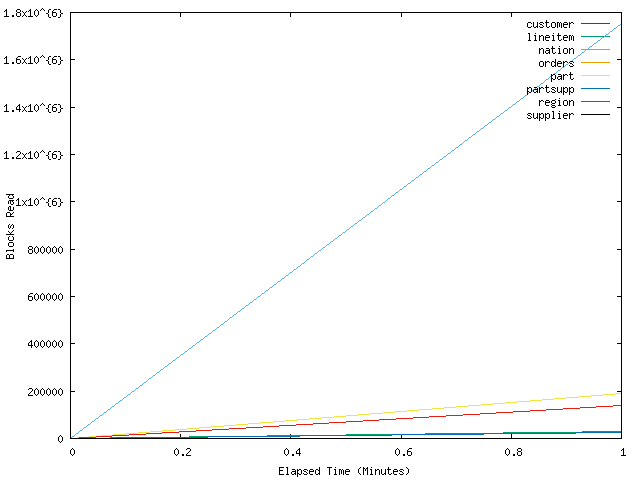 1.8x10^{6}
1.6x10^{6}
1.4x10^{6}
1.2x10^{6}
1x10^{6}
800000
600000
400000
200000
0
Blocks Read
0
0.2
0.4
0.6
0.8
1
Elapsed Time (Minutes)
customer
lineitem
nation
orders
part
partsupp
region
supplier